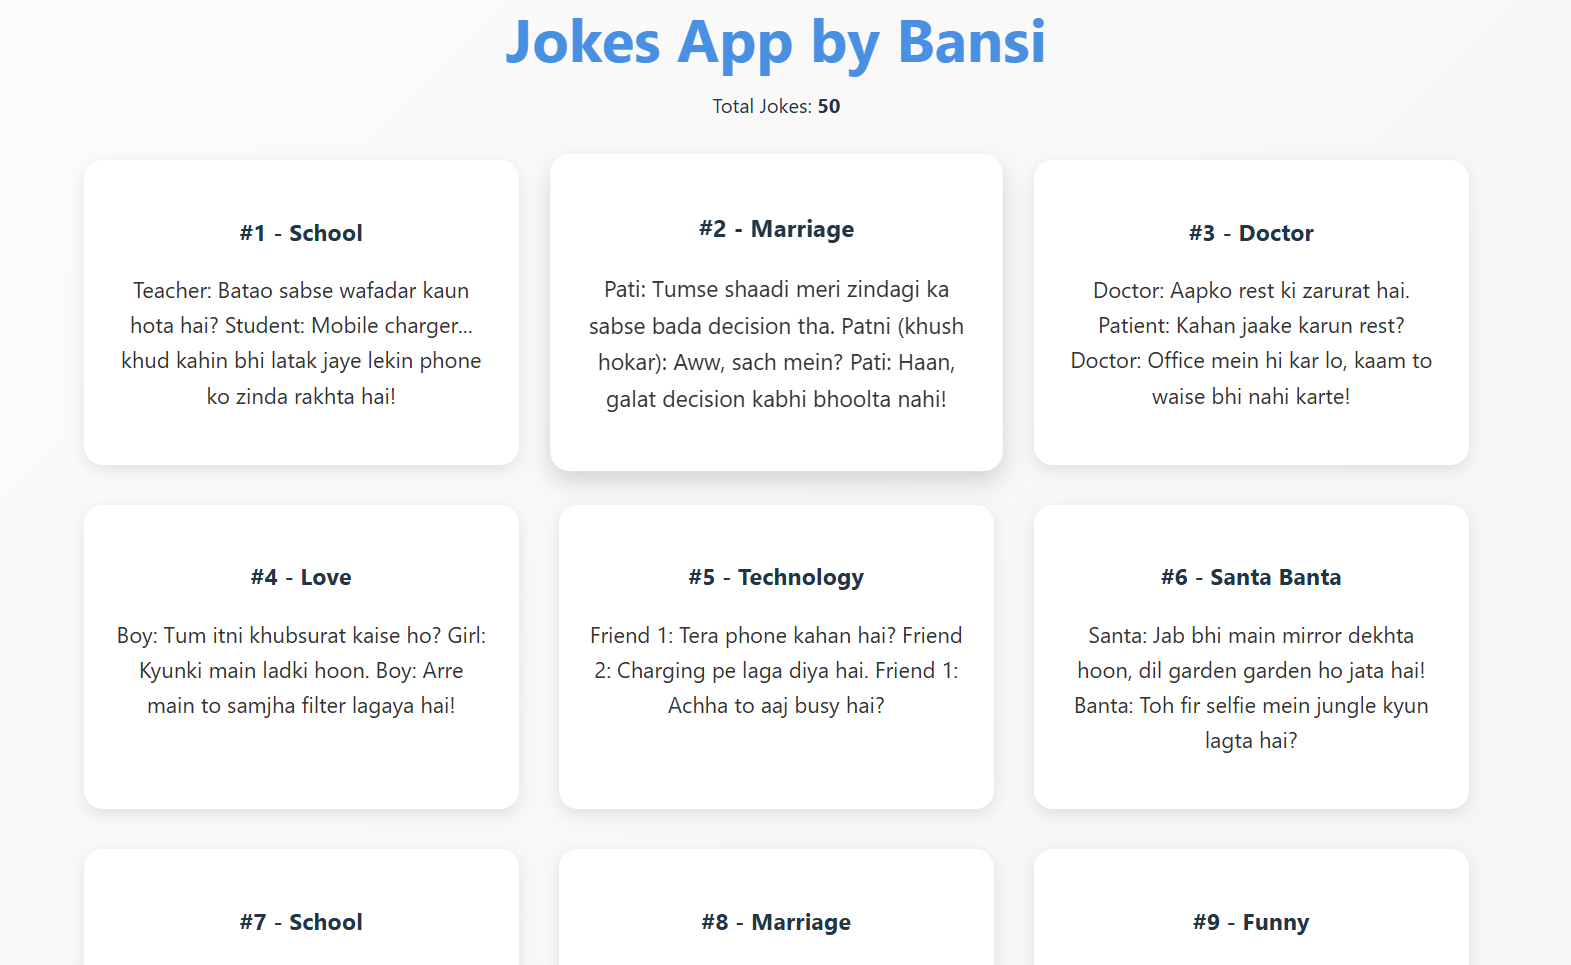 Jokes App by Bansi
Total Jokes: 50
#1 - School
Teacher: Batao sabse wafadar kaun
hota hai? Student: Mobile charger...
khud kahin bhi latak jaye lekin phone
ko zinda rakhta hai!
#2 - Marriage
Pati: Tumse shaadi meri zindagi ka
sabse bada decision tha. Patni (khush
hokar): Aww, sach mein? Pati: Haan,
galat decision kabhi bhoolta nahi!
#3 - Doctor
Doctor: Aapko rest ki zarurat hai.
Patient: Kahan jaake karun rest?
Doctor: Office mein hi kar lo, kaam to
waise bhi nahi karte!
#4 - Love
Boy: Tum itni khubsurat kaise ho? Girl:
Kyunki main ladki hoon. Boy: Arre
main to samjha filter lagaya hai!
#5 - Technology
Friend 1: Tera phone kahan hai? Friend
2: Charging pe laga diya hai. Friend 1:
Achha to aaj busy hai?
#6 - Santa Banta
Santa: Jab bhi main mirror dekhta
hoon, dil garden garden ho jata hai!
Banta: Toh fir selfie mein jungle kyun
lagta hai?
#7 - School
#8 - Marriage
#9 - Funny